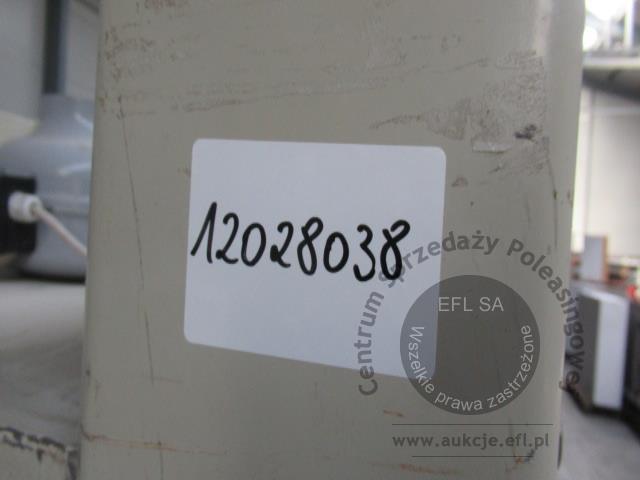 12028038
Centrum sprzedaży Poleasingowej
EFL SA
Wszelkie prawa zastrzeżone
www.aukcje.efl.pl